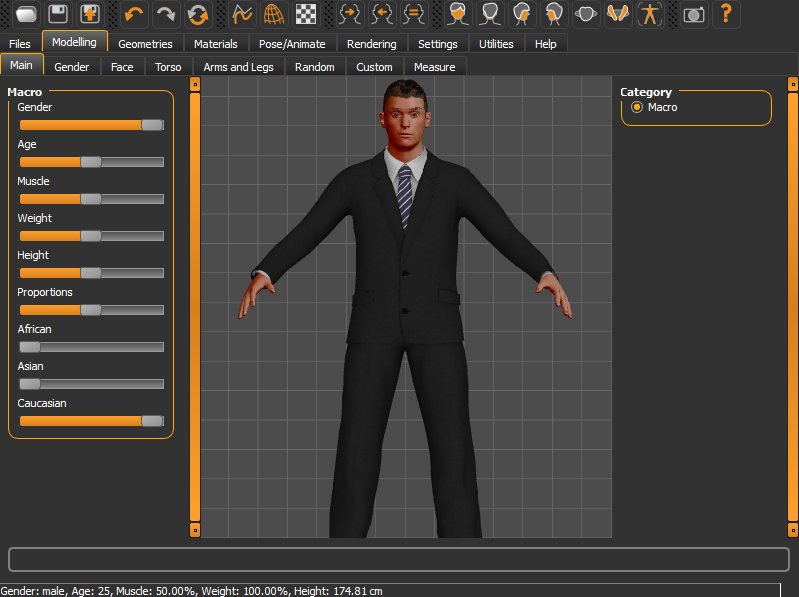 Files Modelling Geometries Materials Pose/Animate Rendering Settings Utilities Help
Main Gender Face Torso Arms and Legs Random Custom Measure
Macro
Gender
Age
Muscle
Weight
Height
Proportions
African
Asian
Caucasian
Category
Macro
Gender: male, Age: 25, Muscle: 50.00%, Weight: 100.00%, Height: 174.81 cm